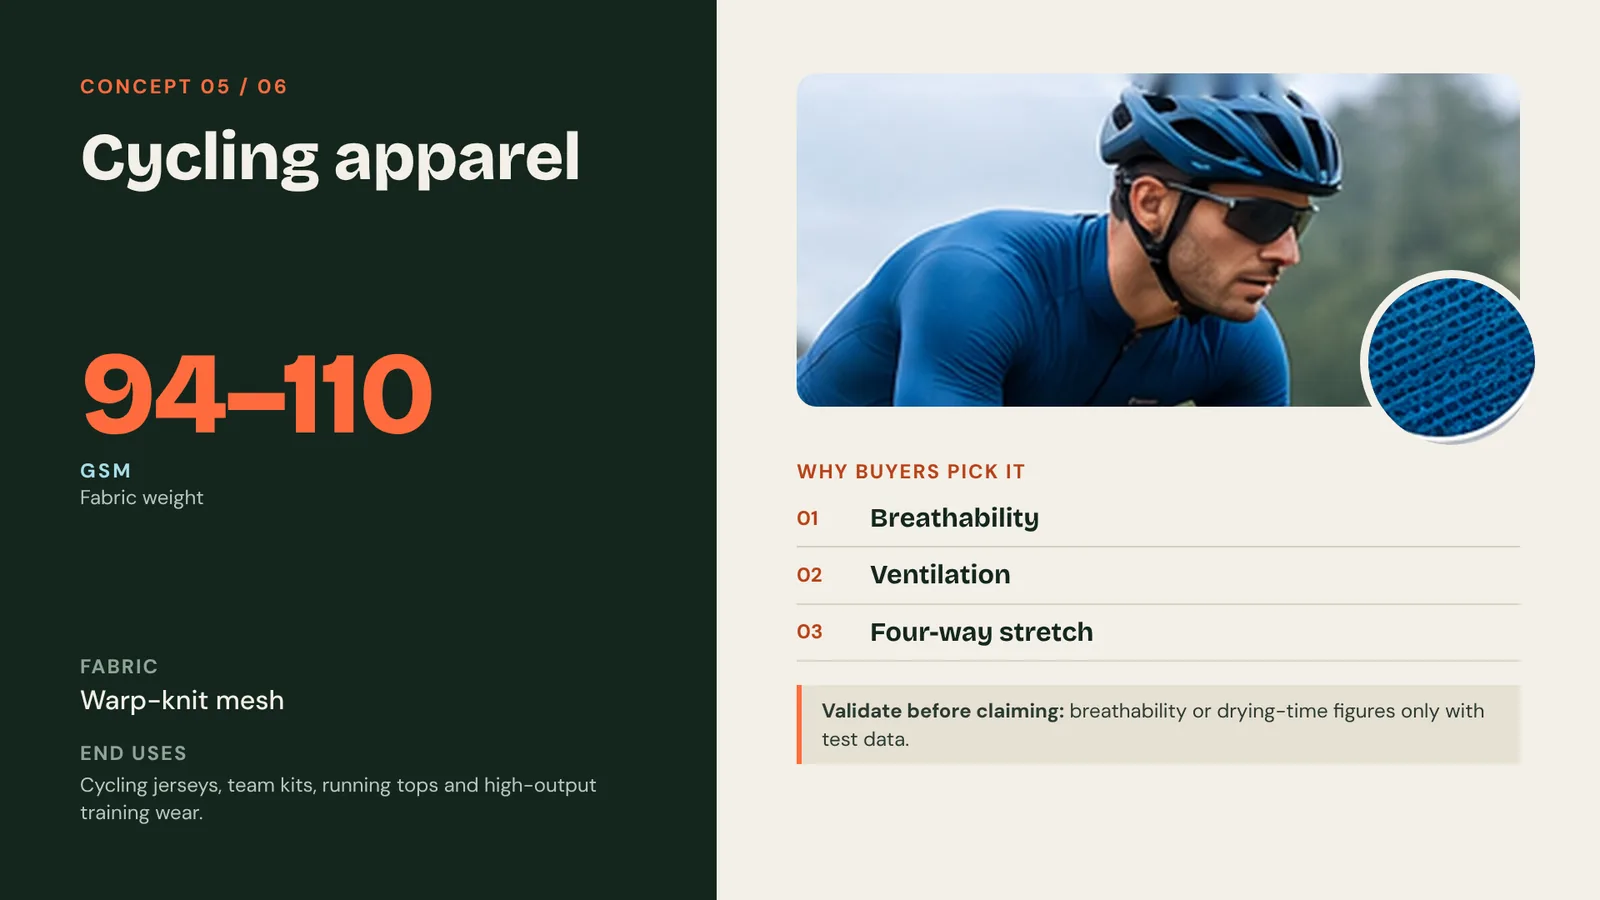 CONCEPT 05 / 06
Cycling apparel
94–110
GSM
Fabric weight
FABRIC
Warp-knit mesh
END USES
Cycling jerseys, team kits, running tops and high-output
training wear.
WHY BUYERS PICK IT
01 Breathability
02 Ventilation
03 Four-way stretch
Validate before claiming: breathability or drying-time figures only with
test data.